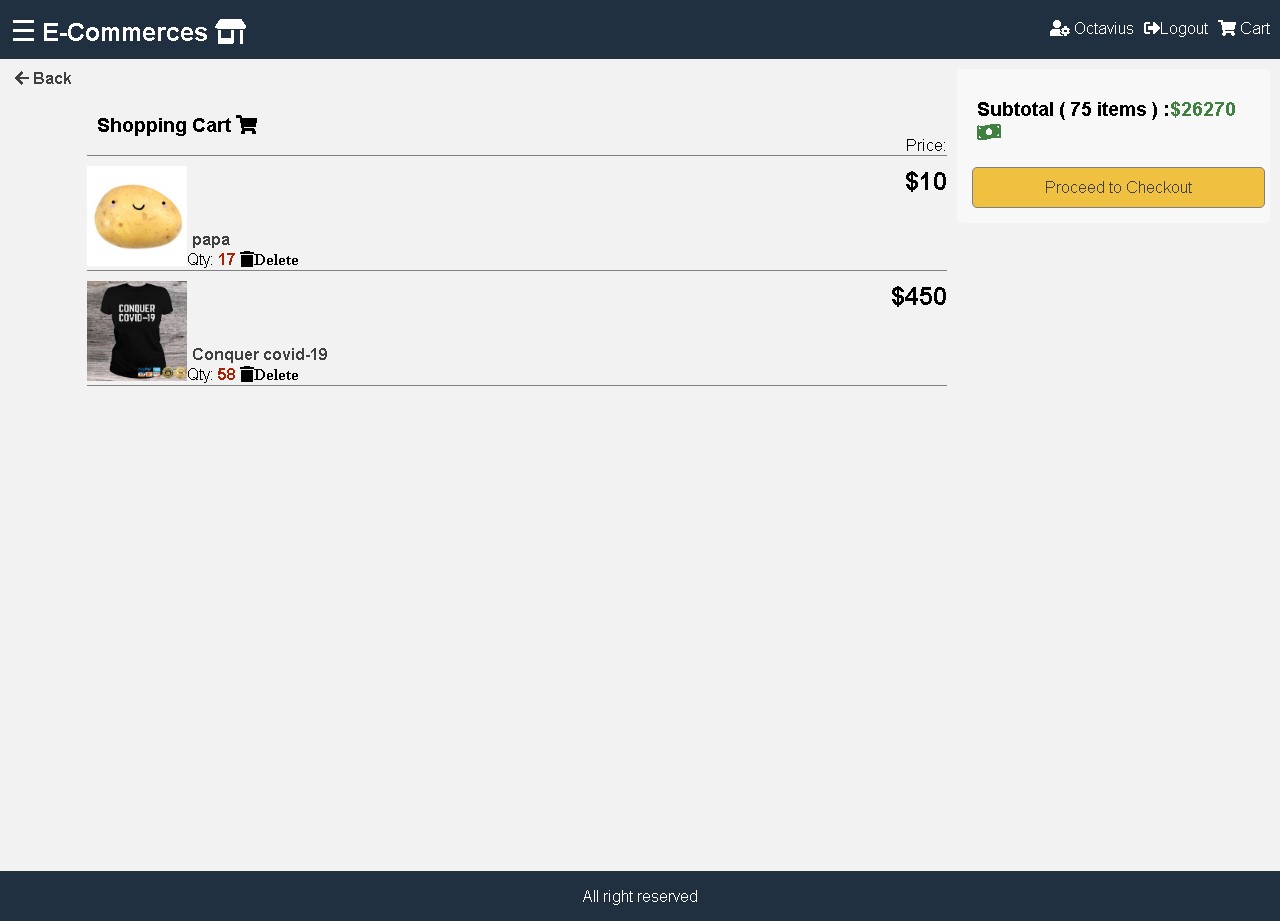 ☰ E-Commerces
Octavius Logout Cart
Back
Shopping Cart
Price:
Subtotal ( 75 items ) :$26270
Proceed to Checkout
$10
papa
Qty: 17 Delete
$450
CONQUER
COVID-19
Conquer covid-19
Qty: 58 Delete
All right reserved